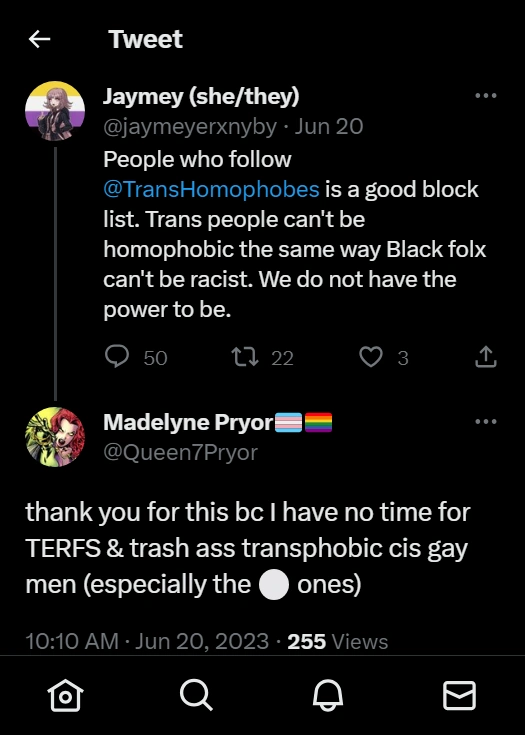 Tweet
Jaymey (she/they)
@jaymeyerxnyby · Jun 20
People who follow
@TransHomophobes is a good block
list. Trans people can't be
homophobic the same way Black folx
can't be racist. We do not have the
power to be.
50 22 3
Madelyne Pryor🏳️‍⚧️🏳️‍🌈
@Queen7Pryor
thank you for this bc I have no time for
TERFS & trash ass transphobic cis gay
men (especially the ⚪ ones)
10:10 AM · Jun 20, 2023 · 255 Views